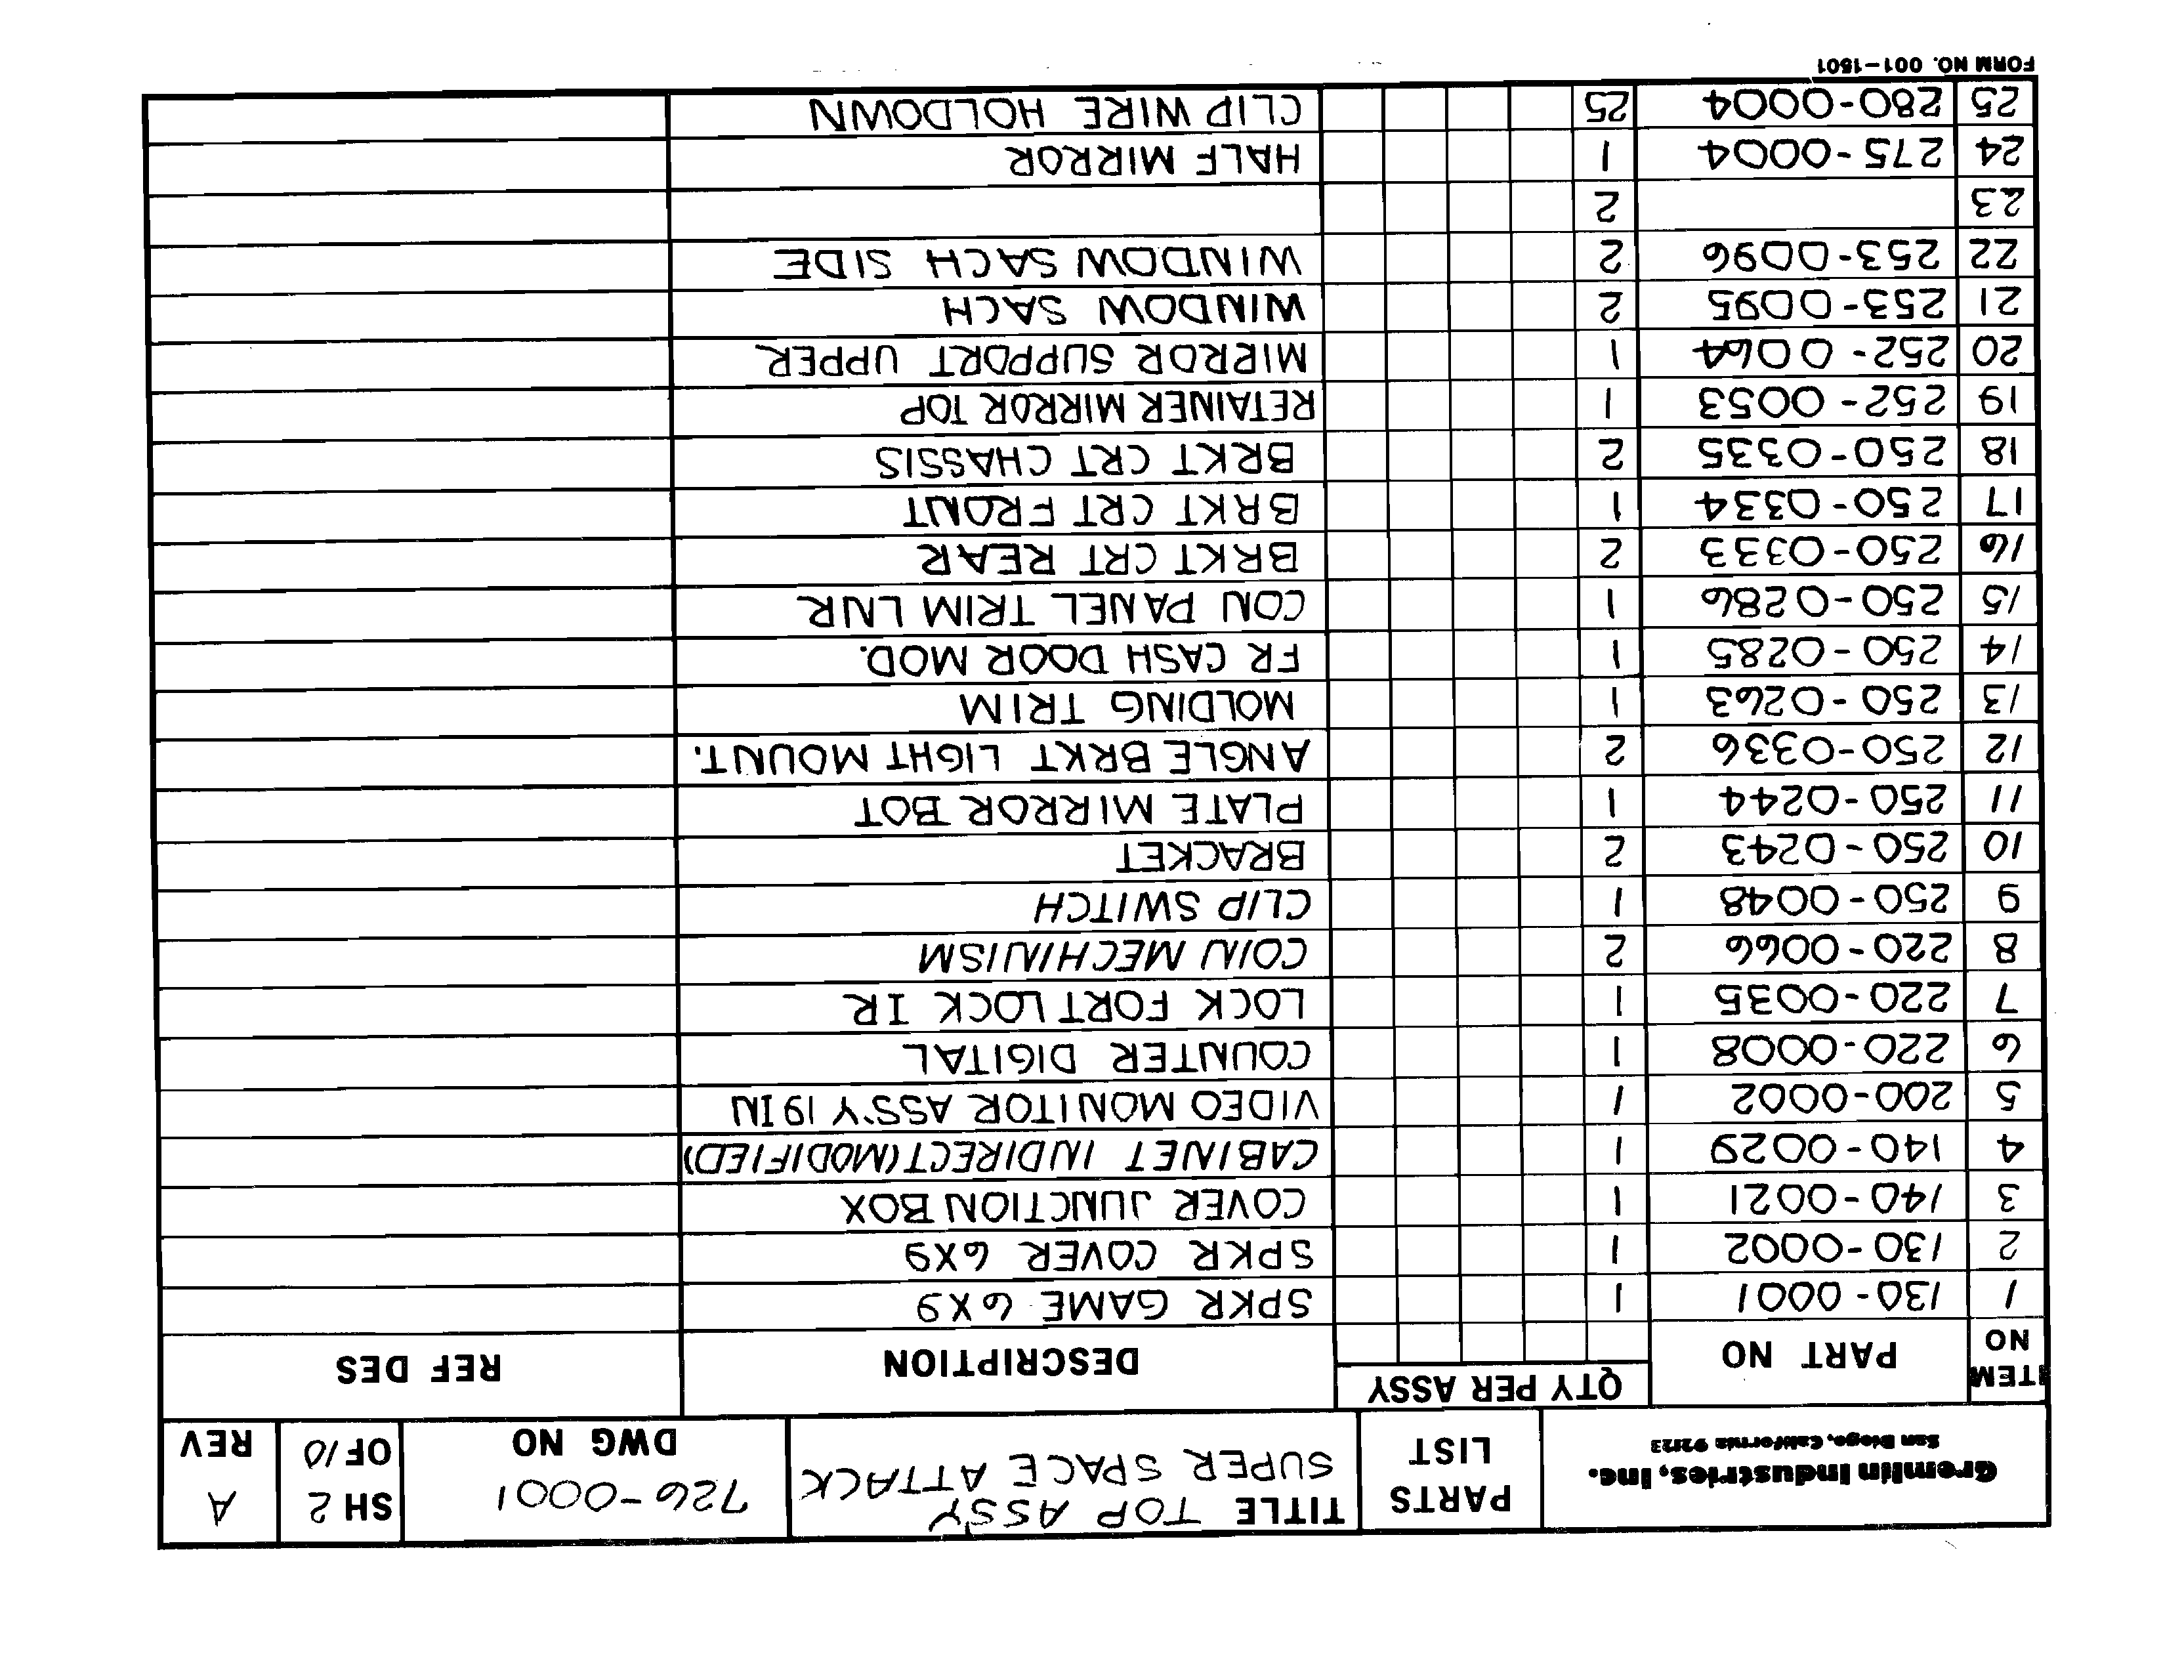 Gremlin Industries, Inc.
San Diego, California 92123
PARTS LIST
TITLE TOP ASSY
SUPER SPACE ATTACK
726-0001
DWG NO
SH 2
OF 10
A
REV
ITEM NO PART NO QTY PER ASSY DESCRIPTION REF DES
1 130-0001 1 SPKR GAME 6X9
2 130-0002 1 SPKR COVER 6X9
3 140-0021 1 COVER JUNCTION BOX
4 140-0029 1 CABINET INDIRECT (MODIFIED)
5 200-0002 1 VIDEO MONITOR ASSY 19 IN
6 220-0008 1 COUNTER DIGITAL
7 220-0035 1 LOCK FORT LOCK IR
8 220-0066 2 COIN MECHINISM
9 250-0048 1 CLIP SWITCH
10 250-0243 2 BRACKET
11 250-0244 1 PLATE MIRROR BOT
12 250-0336 2 ANGLE BRKT LIGHT MOUNT.
13 250-0263 1 MOLDING TRIM
14 250-0285 1 FR CASH DOOR MOD.
15 250-0286 1 CON PANEL TRIM LNR
16 250-0333 2 BRKT CRT REAR
17 250-0334 1 BRKT CRT FRONT
18 250-0335 2 BRKT CRT CHASSIS
19 252-0053 1 RETAINER MIRROR TOP
20 252-0064 1 MIRROR SUPPORT UPPER
21 253-0095 2 WINDOW SACH
22 253-0096 2 WINDOW SACH SIDE
23 2
24 275-0004 1 HALF MIRROR
25 280-0004 25 CLIP WIRE HOLDOWN
FORM NO. 001-1501